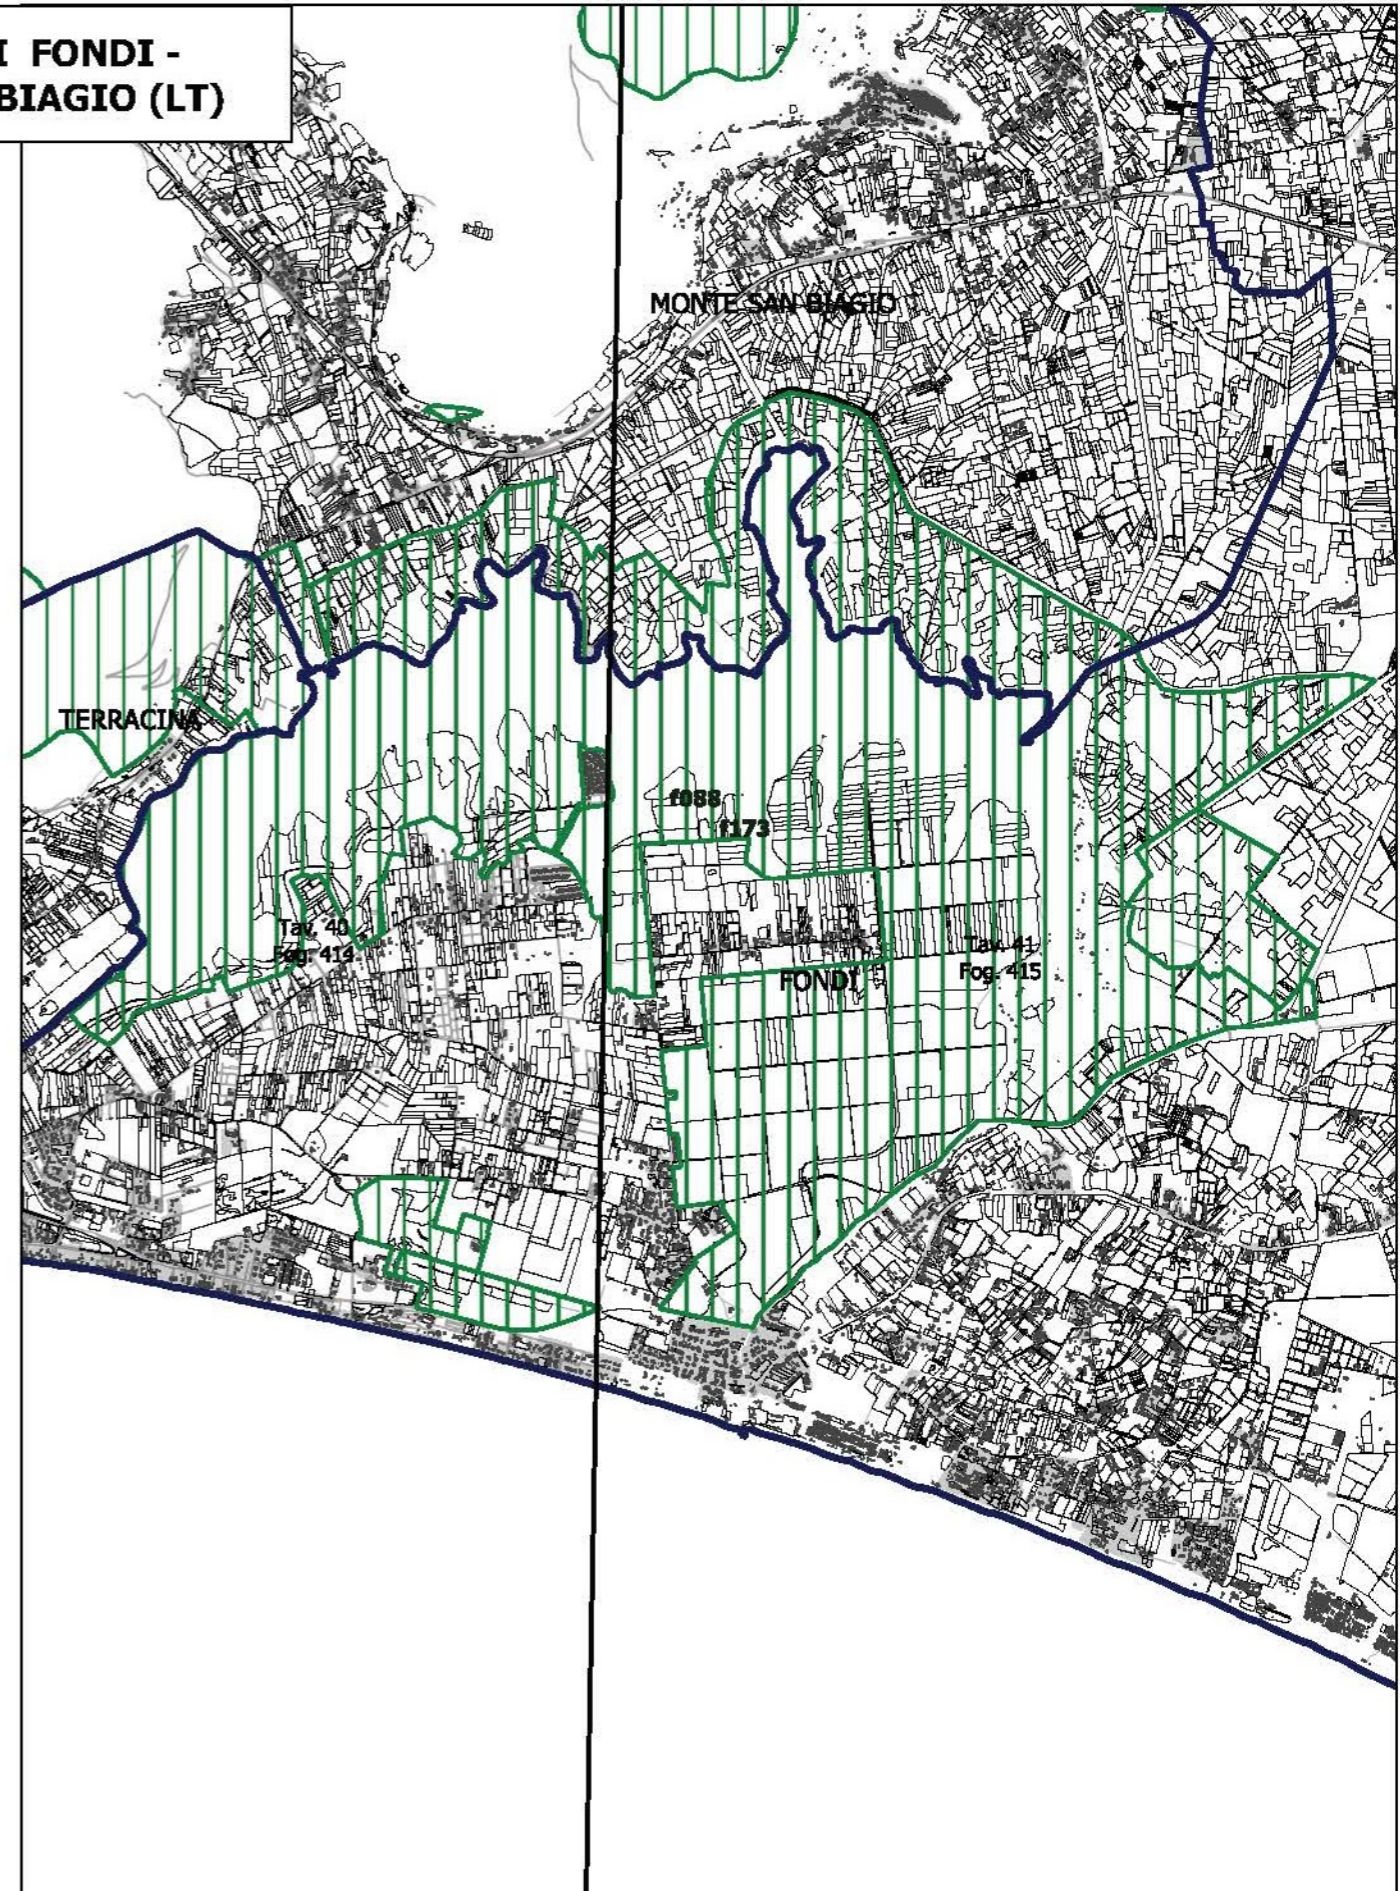 I FONDI -
BIAGIO (LT)
MONTE SAN BIAGIO
TERRACINA
f088
f173
Tav. 40
Fog. 414
Tav. 41
Fog. 415
FONDI